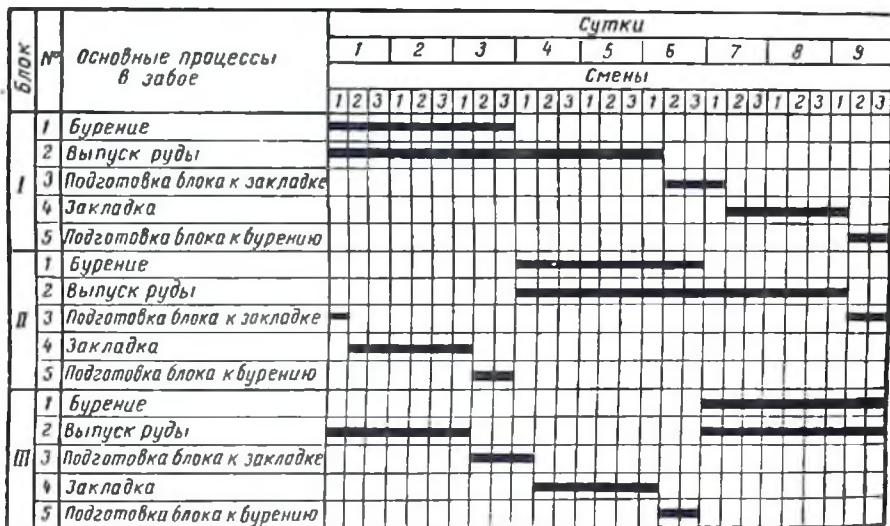 Сутки
Блок № Основные процессы в забое 1 2 3 4 5 6 7 8 9
Смены
1 2 3 1 2 3 1 2 3 1 2 3 1 2 3 1 2 3 1 2 3 1 2 3 1 2 3
I
1 Бурение
2 Выпуск руды
3 Подготовка блока к закладке
4 Закладка
5 Подготовка блока к бурению
II
1 Бурение
2 Выпуск руды
3 Подготовка блока к закладке
4 Закладка
5 Подготовка блока к бурению
III
1 Бурение
2 Выпуск руды
3 Подготовка блока к закладке
4 Закладка
5 Подготовка блока к бурению